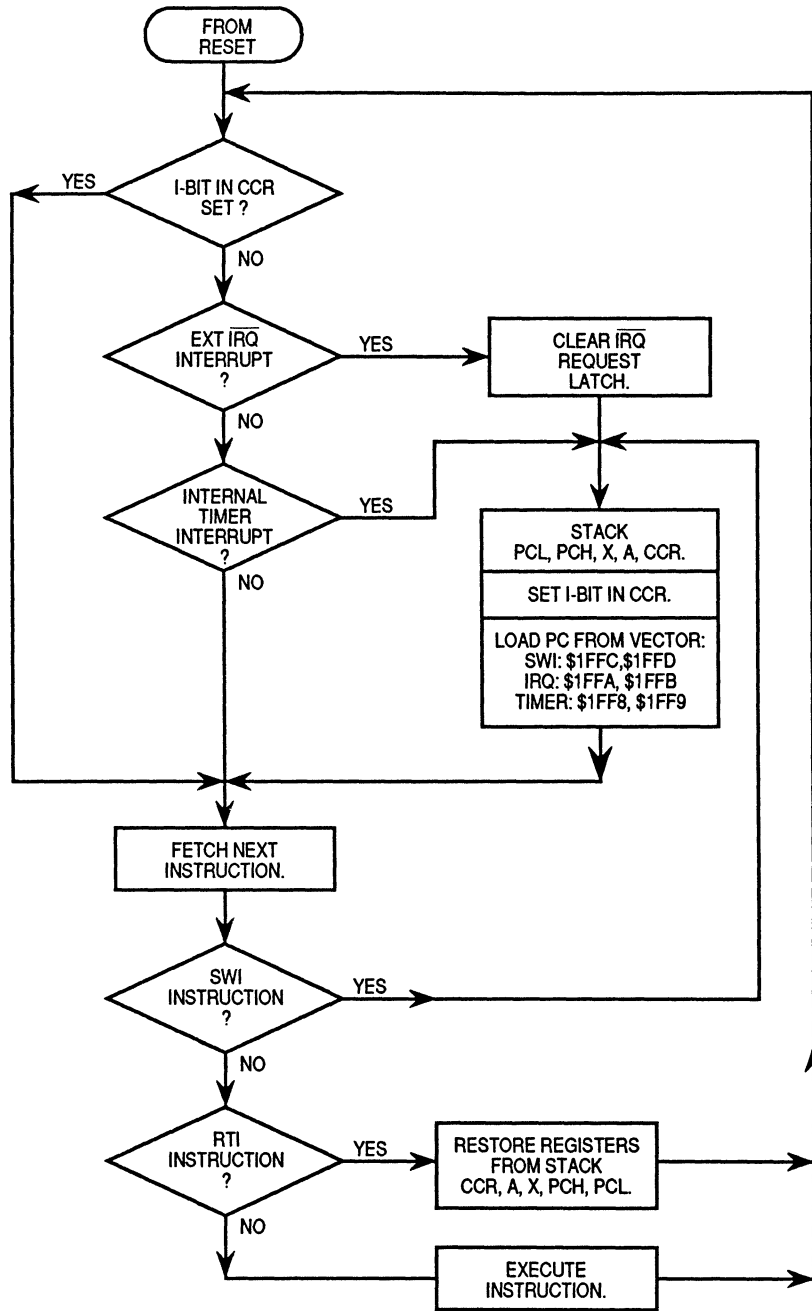 FROM
RESET
YES
I-BIT IN CCR
SET ?
NO
EXT IRQ
INTERRUPT
?
YES
CLEAR IRQ
REQUEST
LATCH.
NO
INTERNAL
TIMER
INTERRUPT
?
YES
NO
STACK
PCL, PCH, X, A, CCR.
SET I-BIT IN CCR.
LOAD PC FROM VECTOR:
SWI: $1FFC,$1FFD
IRQ: $1FFA, $1FFB
TIMER: $1FF8, $1FF9
FETCH NEXT
INSTRUCTION.
SWI
INSTRUCTION
?
YES
NO
RTI
INSTRUCTION
?
YES
RESTORE REGISTERS
FROM STACK
CCR, A, X, PCH, PCL.
NO
EXECUTE
INSTRUCTION.